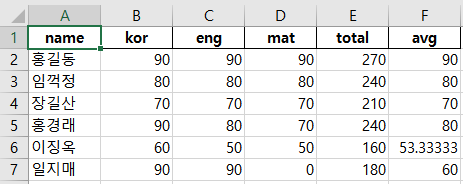 A B C D E F
1 name kor eng mat total avg
2 홍길동 90 90 90 270 90
3 임꺽정 80 80 80 240 80
4 장길산 70 70 70 210 70
5 홍경래 90 80 70 240 80
6 이징옥 60 50 50 160 53.33333
7 일지매 90 90 0 180 60